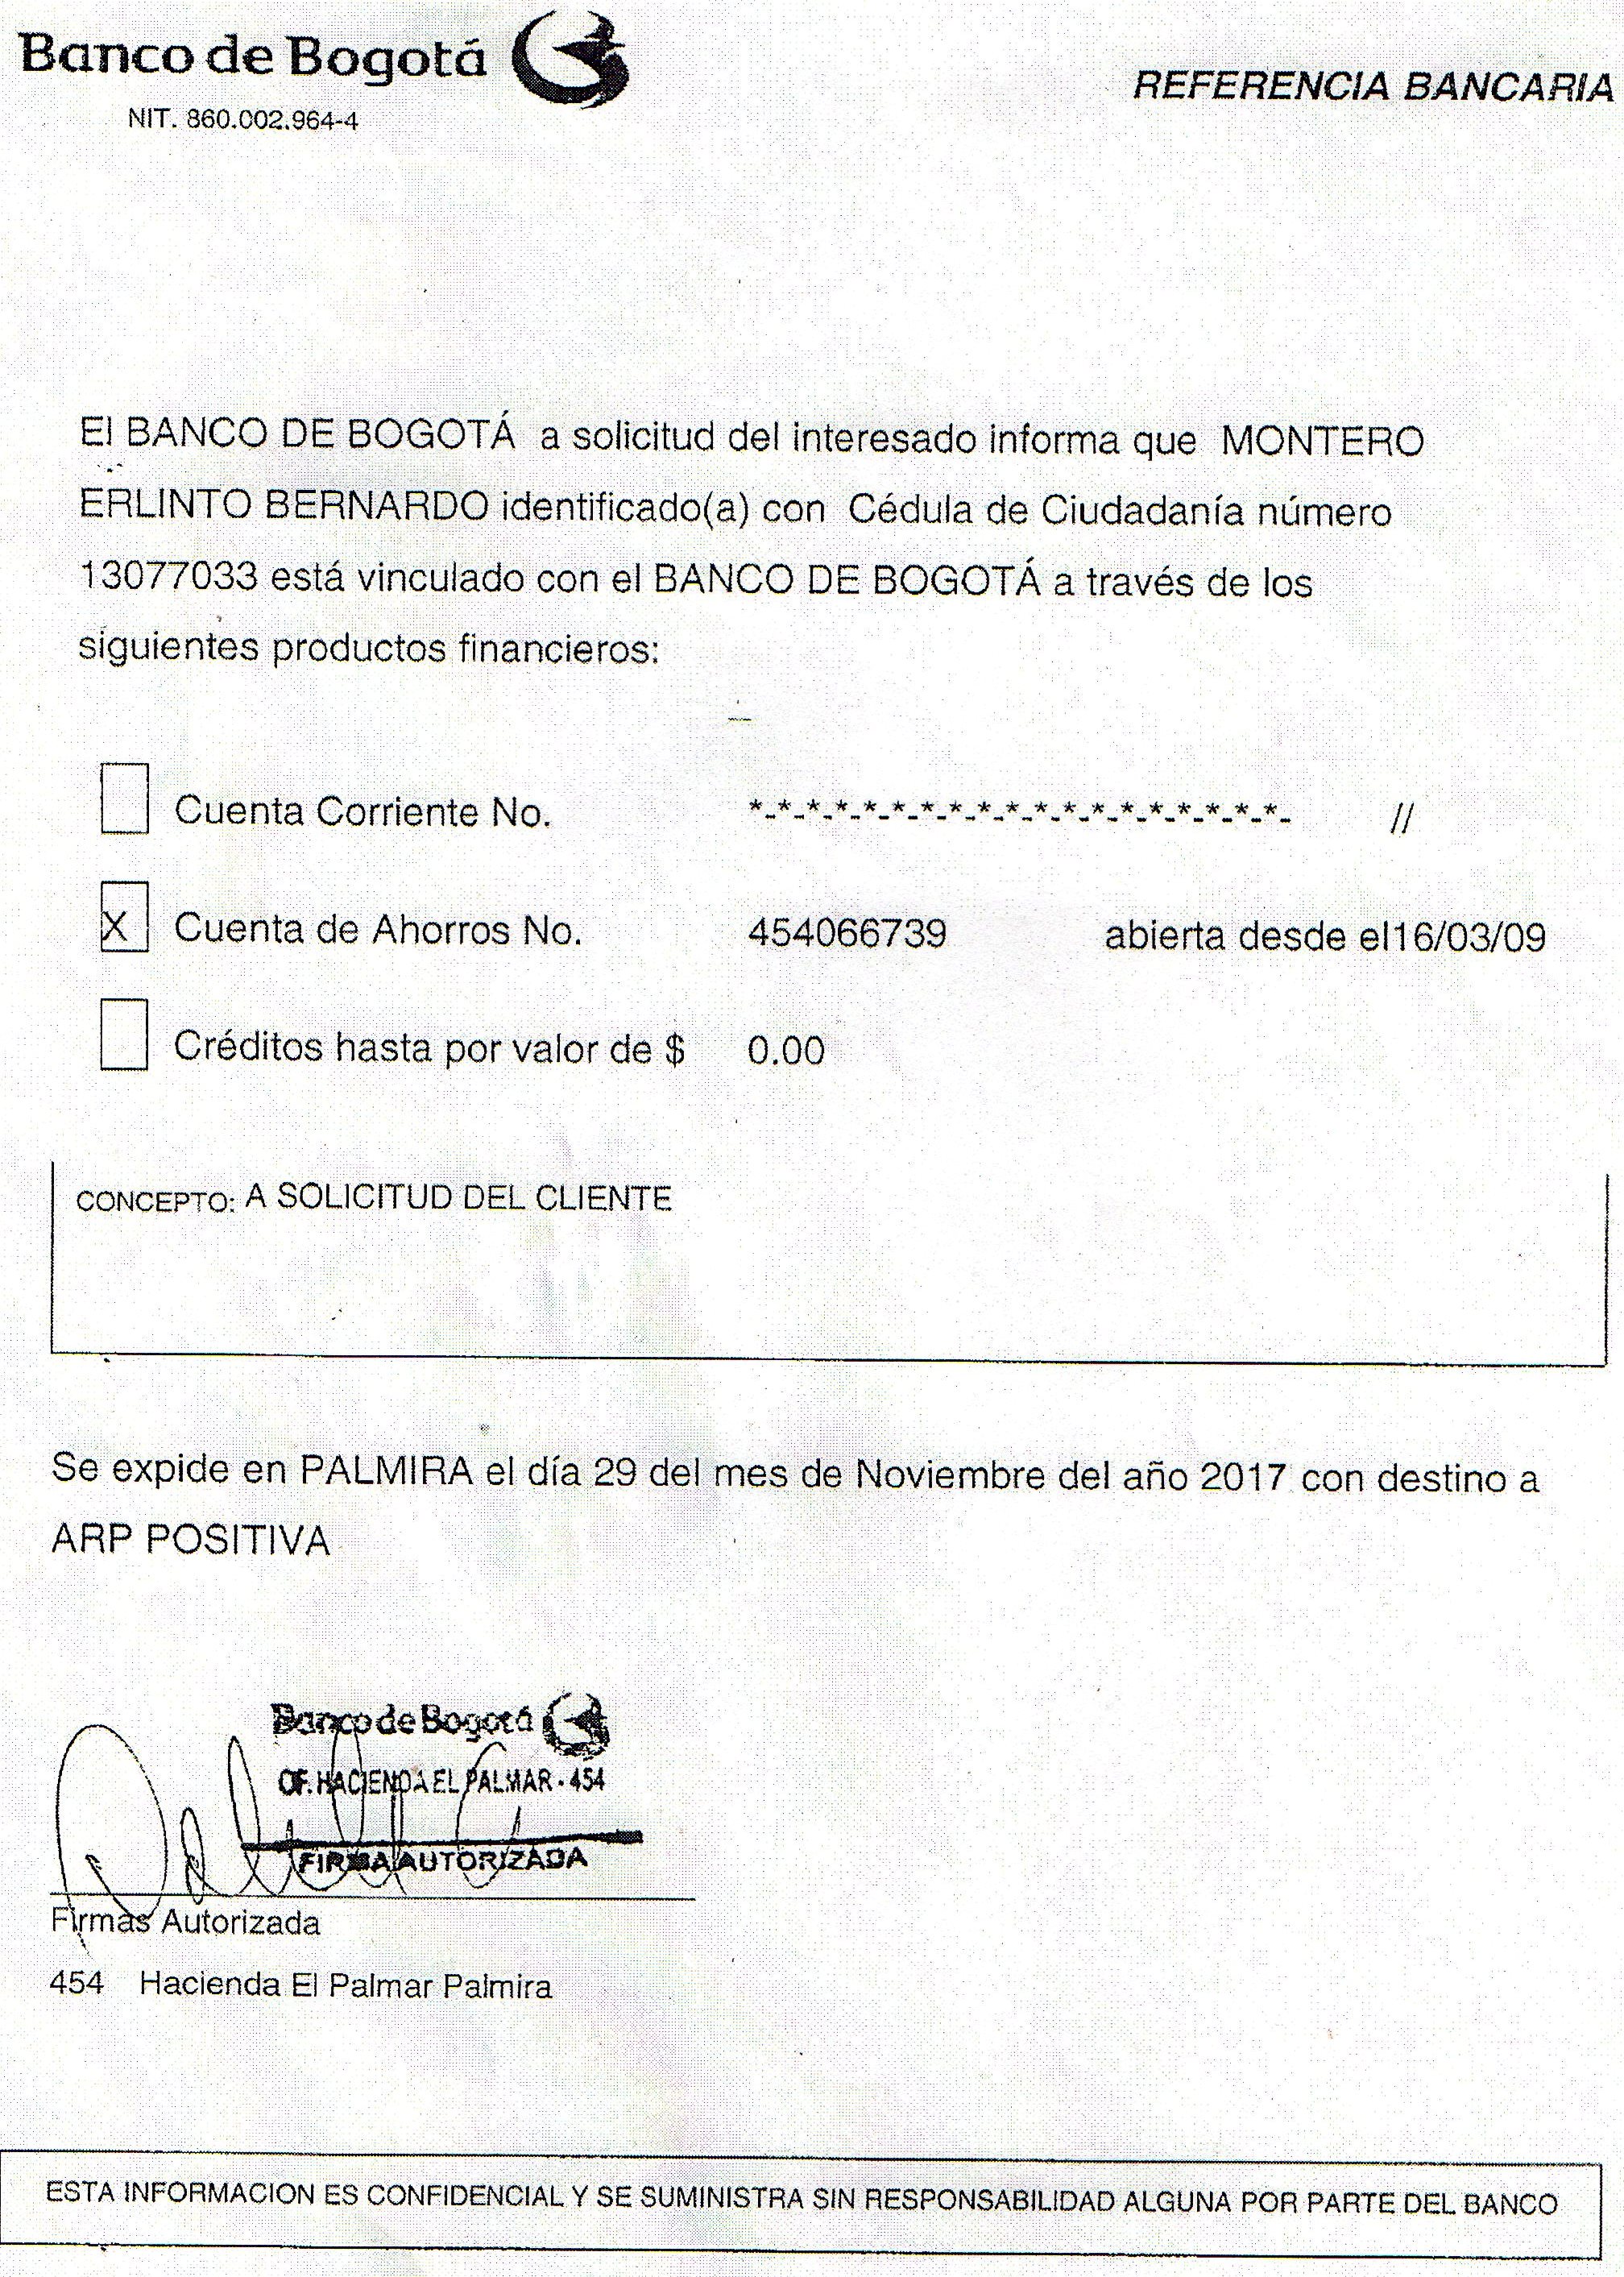 Banco de Bogotá
NIT. 860.002.964-4
REFERENCIA BANCARIA
El BANCO DE BOGOTÁ a solicitud del interesado informa que MONTERO
ERLINTO BERNARDO identificado(a) con Cédula de Ciudadanía número
13077033 está vinculado con el BANCO DE BOGOTÁ a través de los
siguientes productos financieros:
Cuenta Corriente No. *-*-*-*-*-*-*-*-*-*-*-*-*-*-*-*-*-*-*- //
X Cuenta de Ahorros No. 454066739 abierta desde el16/03/09
Créditos hasta por valor de $ 0.00
CONCEPTO: A SOLICITUD DEL CLIENTE
Se expide en PALMIRA el día 29 del mes de Noviembre del año 2017 con destino a
ARP POSITIVA
Banco de Bogotá
OF. HACIENDA EL PALMAR - 454
FIRMA AUTORIZADA
Firmas Autorizada
454 Hacienda El Palmar Palmira
ESTA INFORMACION ES CONFIDENCIAL Y SE SUMINISTRA SIN RESPONSABILIDAD ALGUNA POR PARTE DEL BANCO